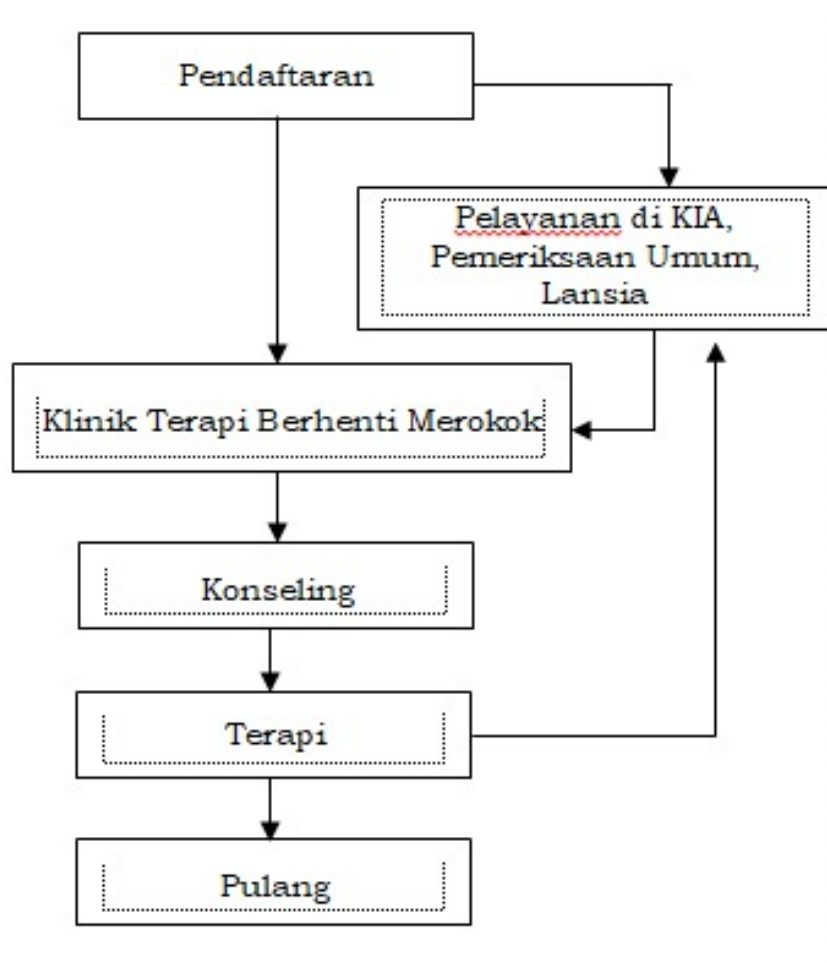 Pendaftaran
Pelayanan di KIA,
Pemeriksaan Umum,
Lansia
Klinik Terapi Berhenti Merokok
Konseling
Terapi
Pulang